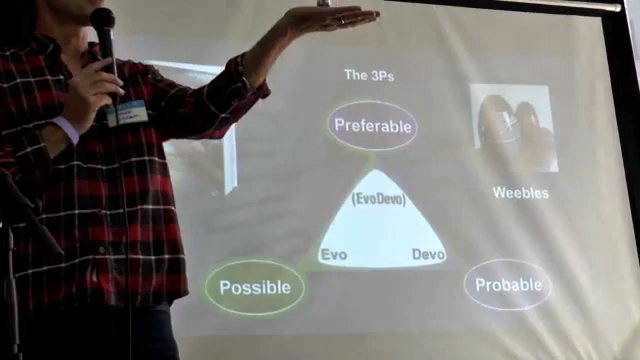 The 3Ps
Preferable
Weebles
(EvoDevo)
Evo
Devo
Possible
Probable